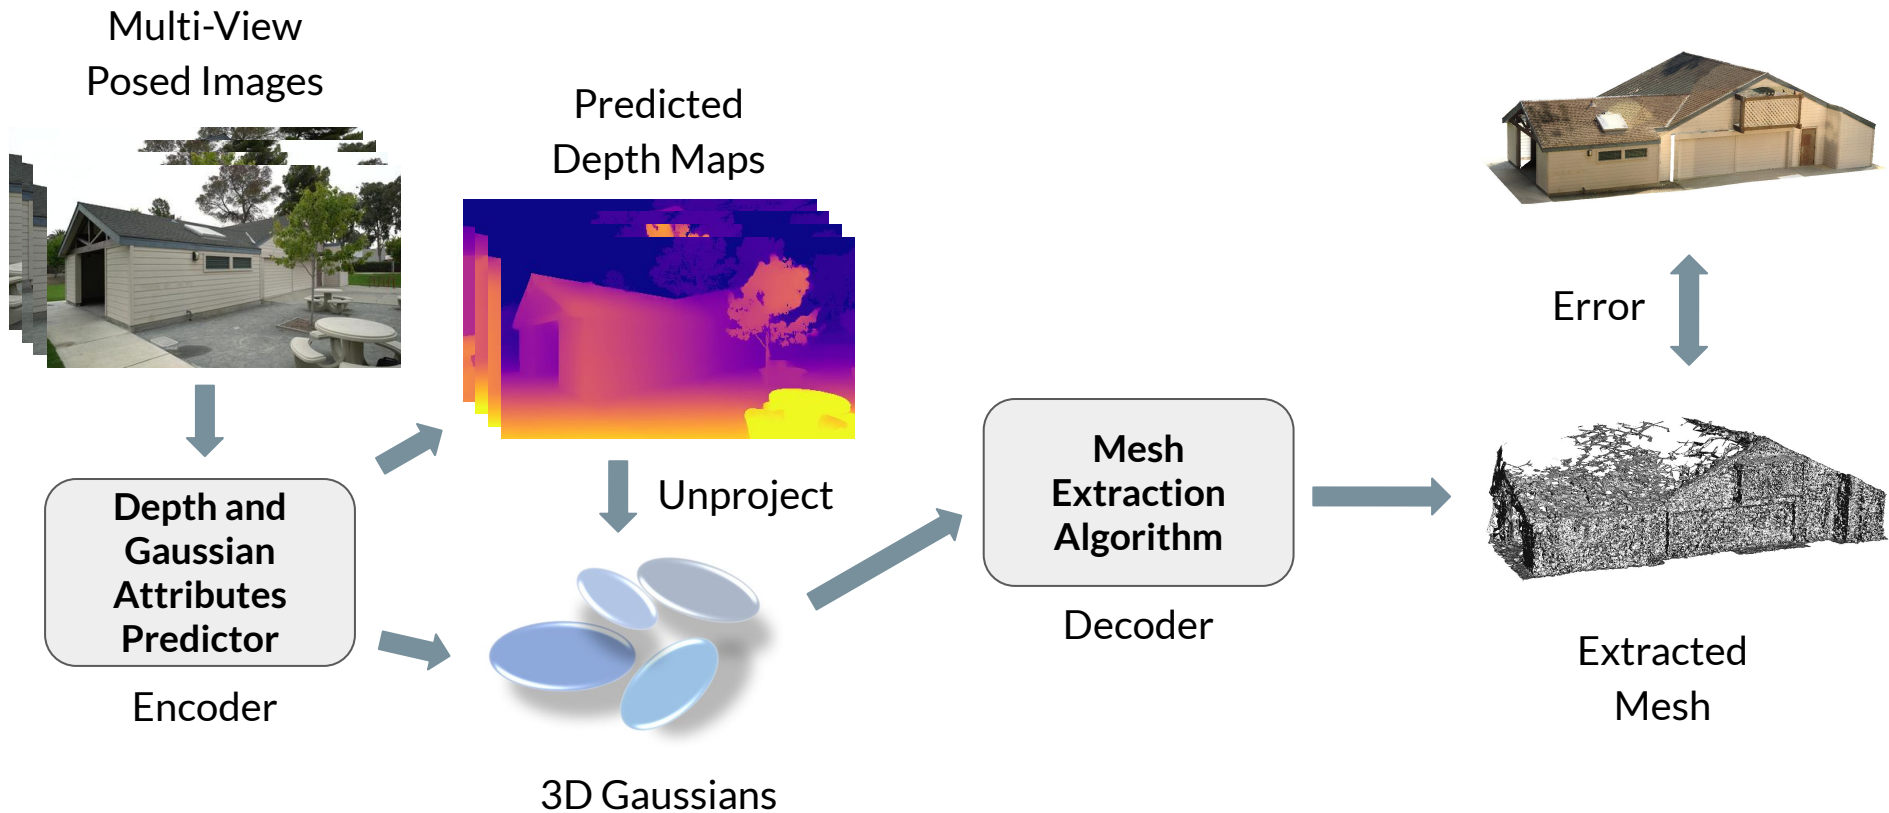 Multi-View
Posed Images
Predicted
Depth Maps
Depth and
Gaussian
Attributes
Predictor
Encoder
Unproject
3D Gaussians
Mesh
Extraction
Algorithm
Decoder
Error
Extracted
Mesh